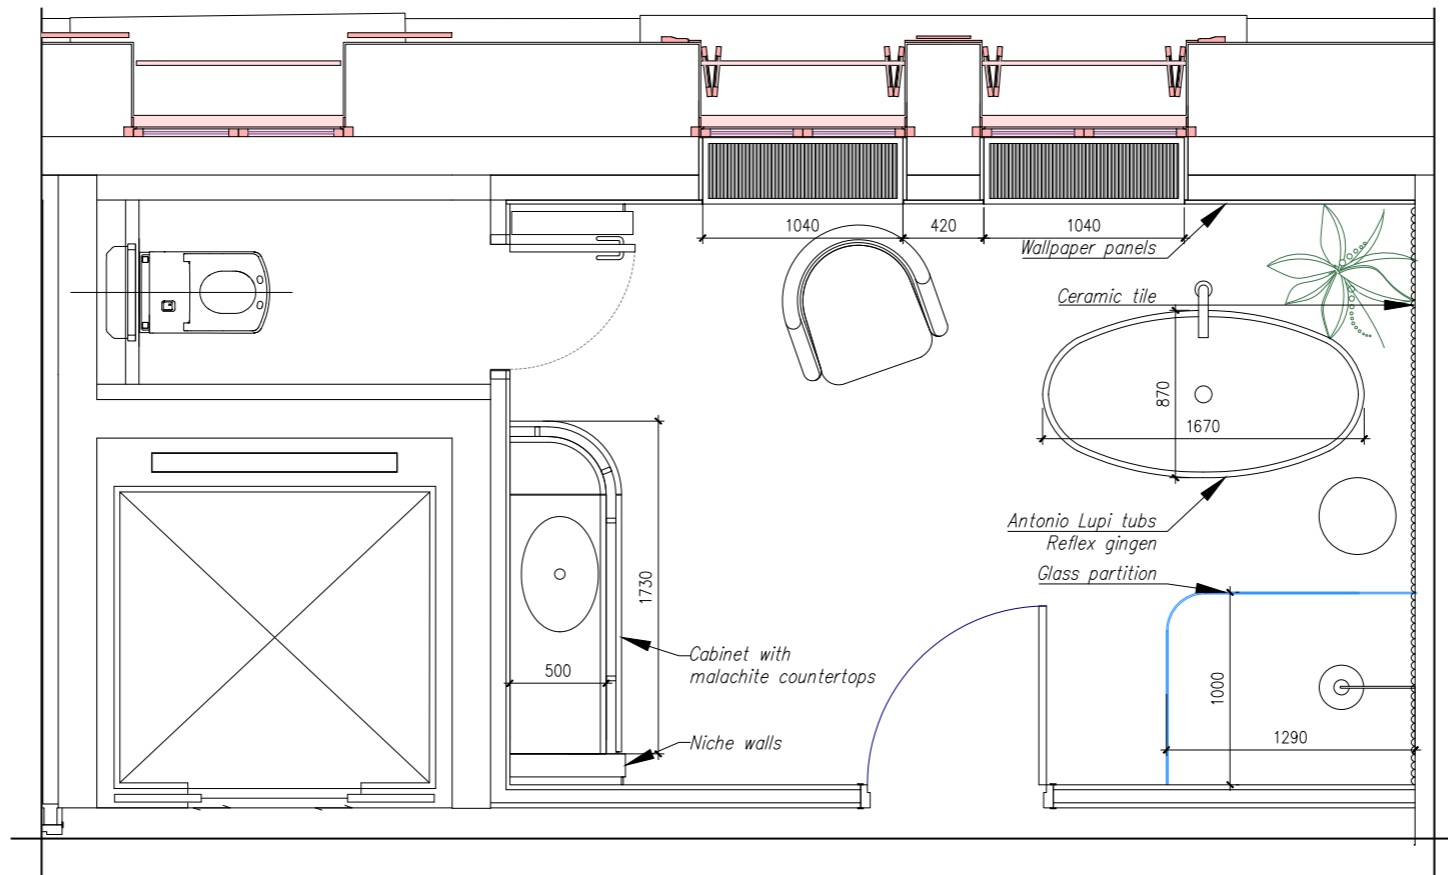 1040
420
1040
Wallpaper panels
Ceramic tile
870
1670
Antonio Lupi tubs
Reflex gingen
Glass partition
1730
500
Cabinet with
malachite countertops
1000
1290
Niche walls